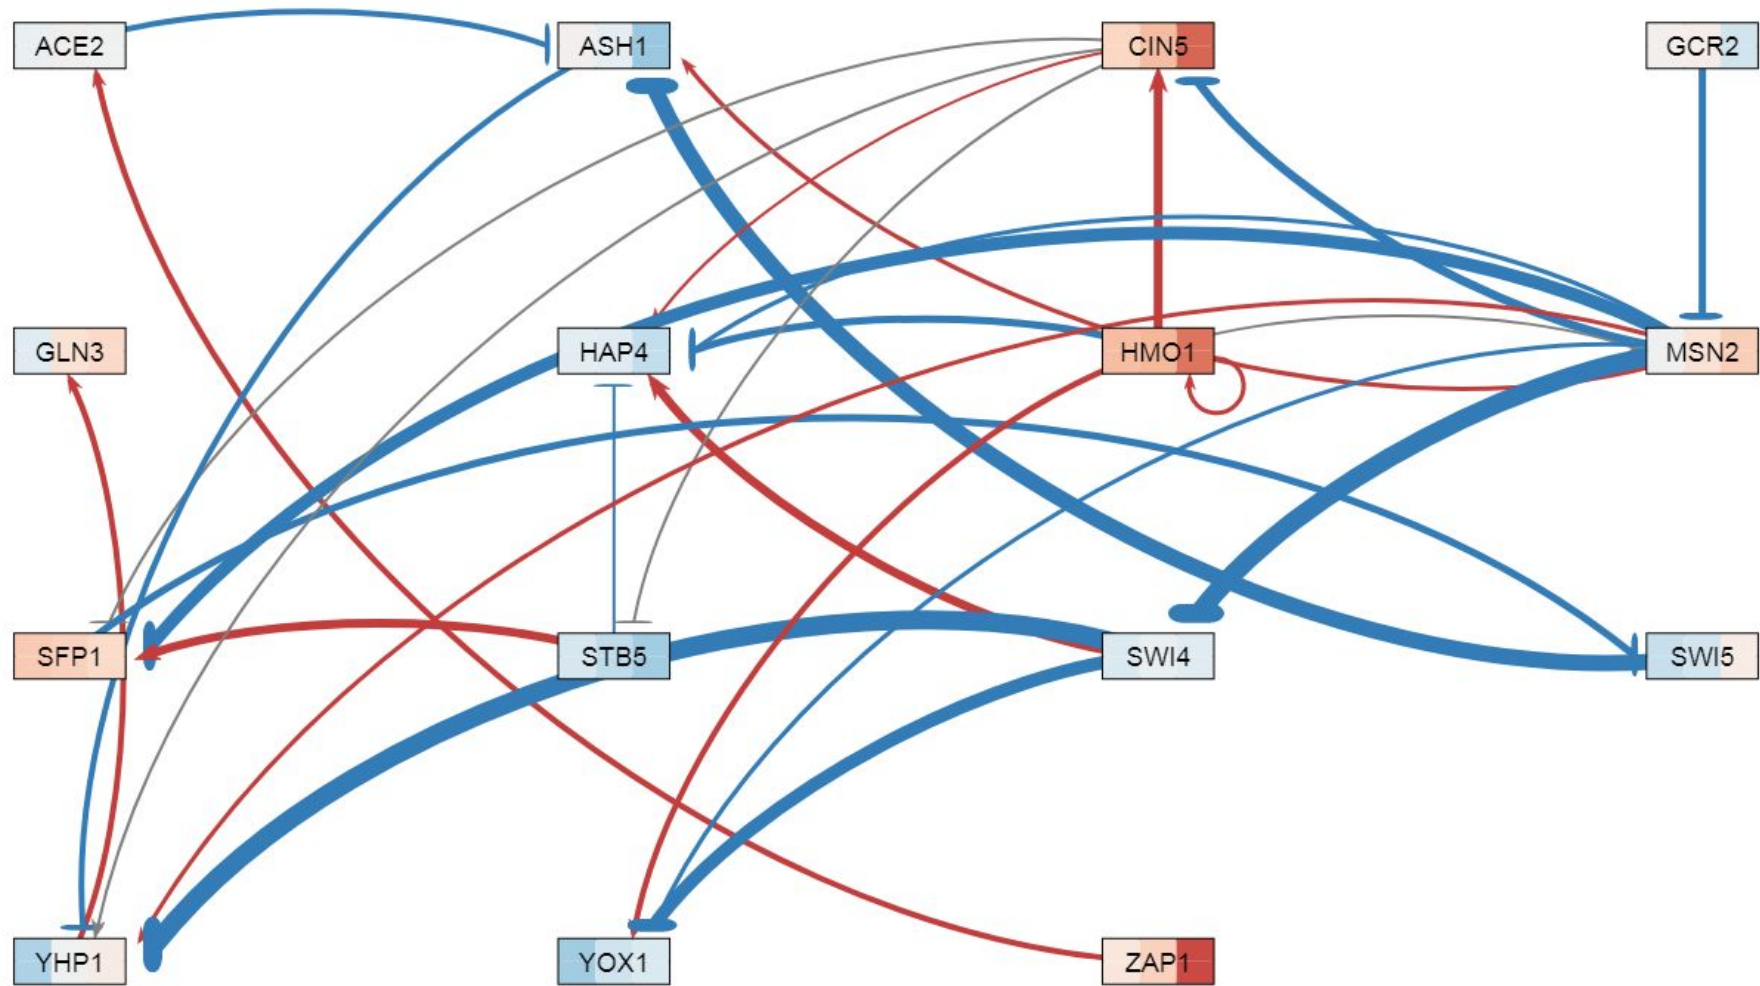 ACE2
ASH1
CIN5
GCR2
GLN3
HAP4
HMO1
MSN2
SFP1
STB5
SWI4
SWI5
YHP1
YOX1
ZAP1